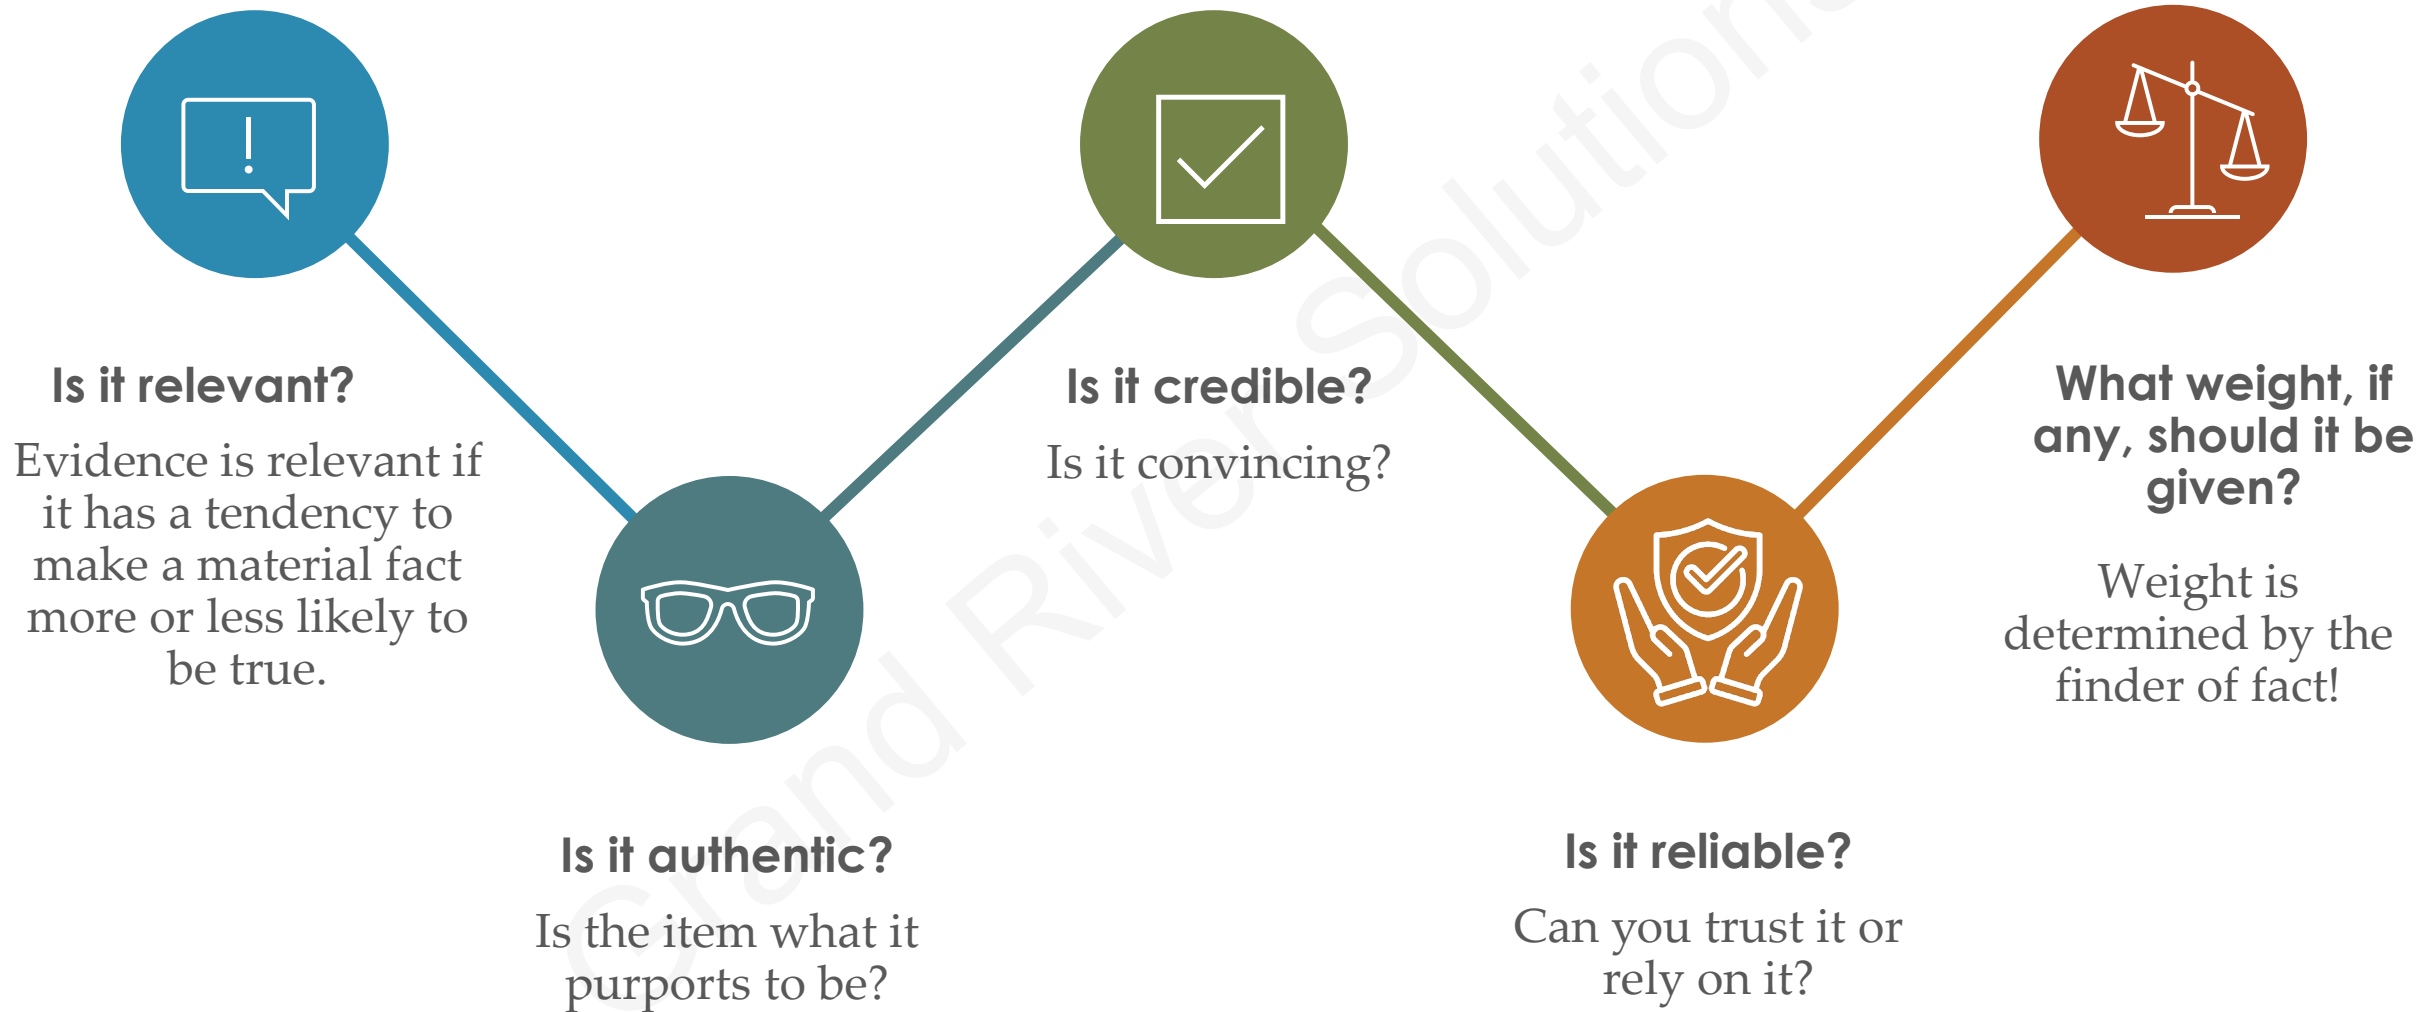 Is it relevant?
Evidence is relevant if
it has a tendency to
make a material fact
more or less likely to
be true.
Is it authentic?
Is the item what it
purports to be?
Is it credible?
Is it convincing?
Is it reliable?
Can you trust it or
rely on it?
What weight, if
any, should it be
given?
Weight is
determined by the
finder of fact!
Grand River Solutions